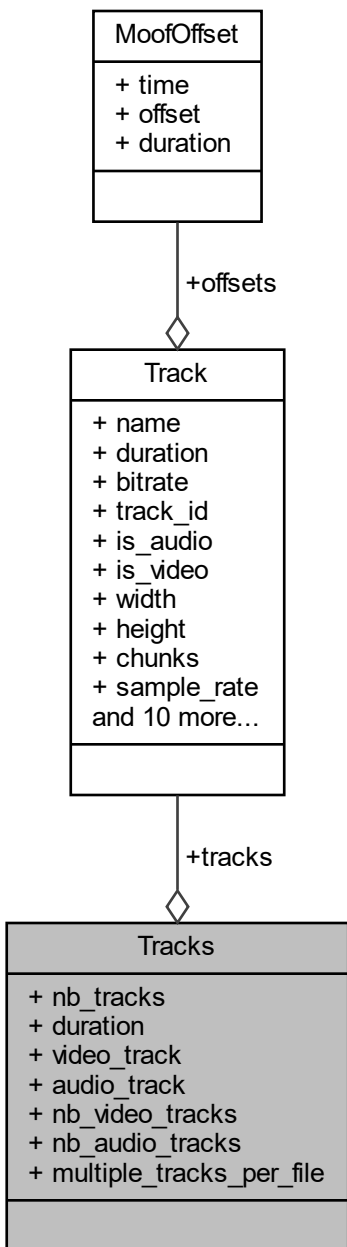 MoofOffset
+ time
+ offset
+ duration
+offsets
Track
+ name
+ duration
+ bitrate
+ track_id
+ is_audio
+ is_video
+ width
+ height
+ chunks
+ sample_rate
and 10 more...
+tracks
Tracks
+ nb_tracks
+ duration
+ video_track
+ audio_track
+ nb_video_tracks
+ nb_audio_tracks
+ multiple_tracks_per_file